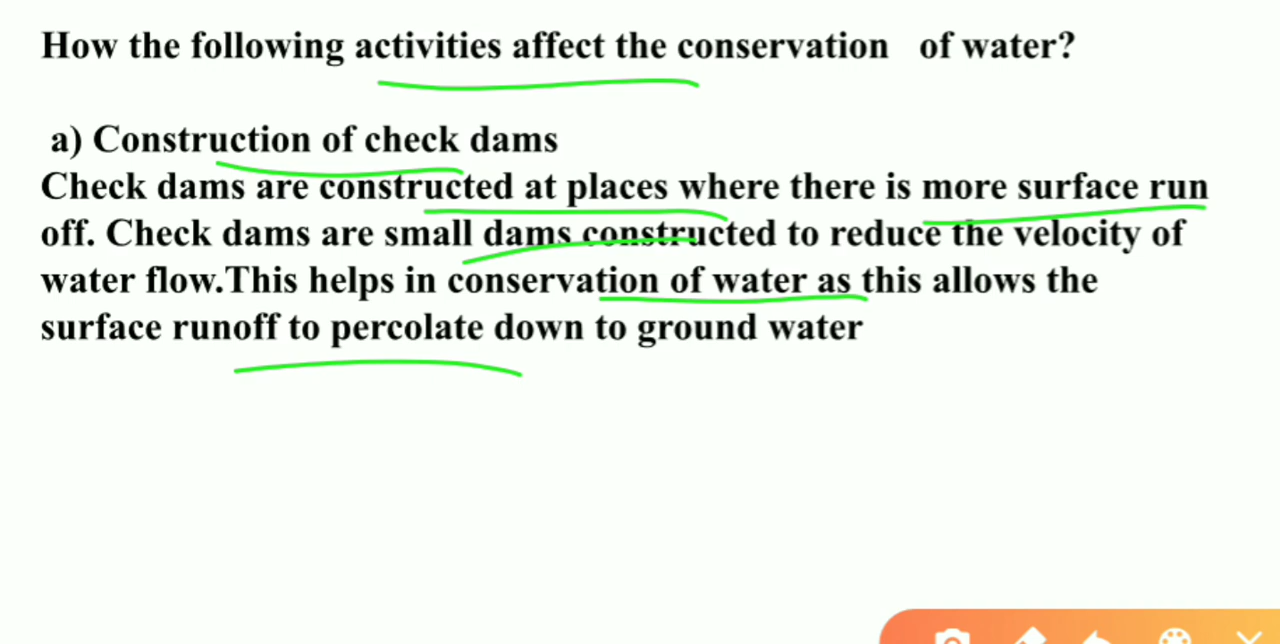 How the following activities affect the conservation of water?
a) Construction of check dams
Check dams are constructed at places where there is more surface run
off. Check dams are small dams constructed to reduce the velocity of
water flow.This helps in conservation of water as this allows the
surface runoff to percolate down to ground water